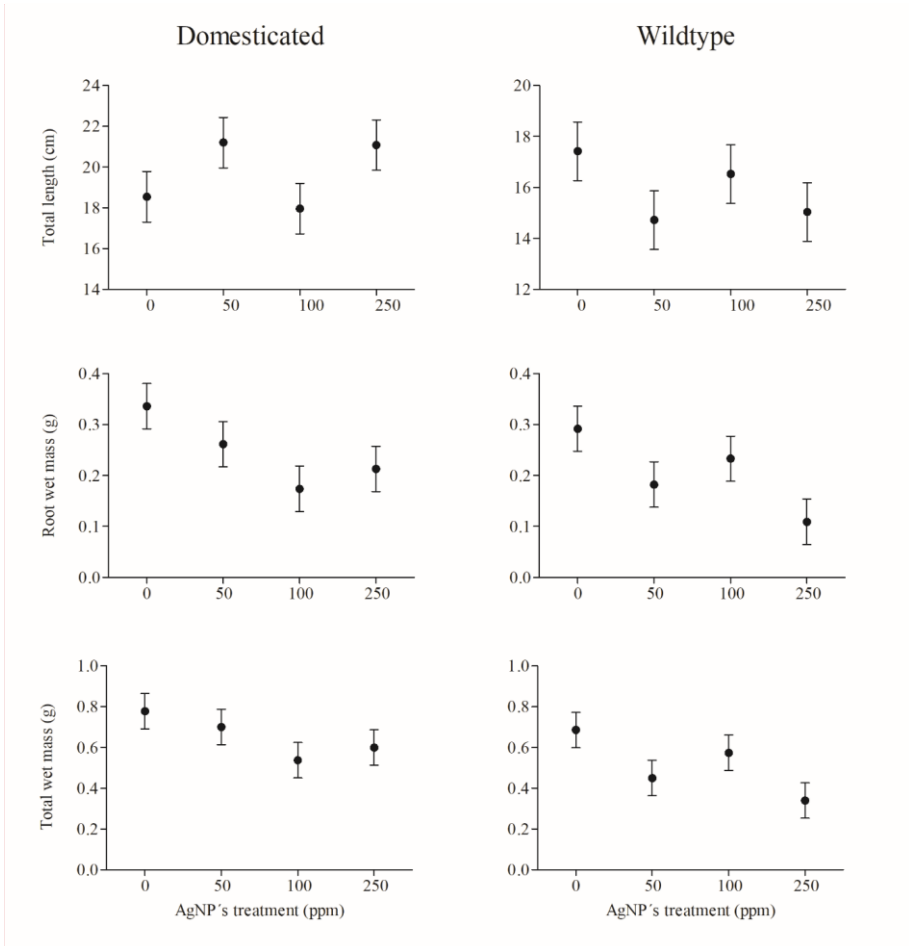 Domesticated
Wildtype
Total length (cm)
24
22
20
18
16
14
0 50 100 250
20
18
16
14
12
0 50 100 250
Root wet mass (g)
0.4
0.3
0.2
0.1
0.0
0 50 100 250
0.4
0.3
0.2
0.1
0.0
0 50 100 250
Total wet mass (g)
1.0
0.8
0.6
0.4
0.2
0.0
0 50 100 250
AgNP´s treatment (ppm)
1.0
0.8
0.6
0.4
0.2
0.0
0 50 100 250
AgNP´s treatment (ppm)